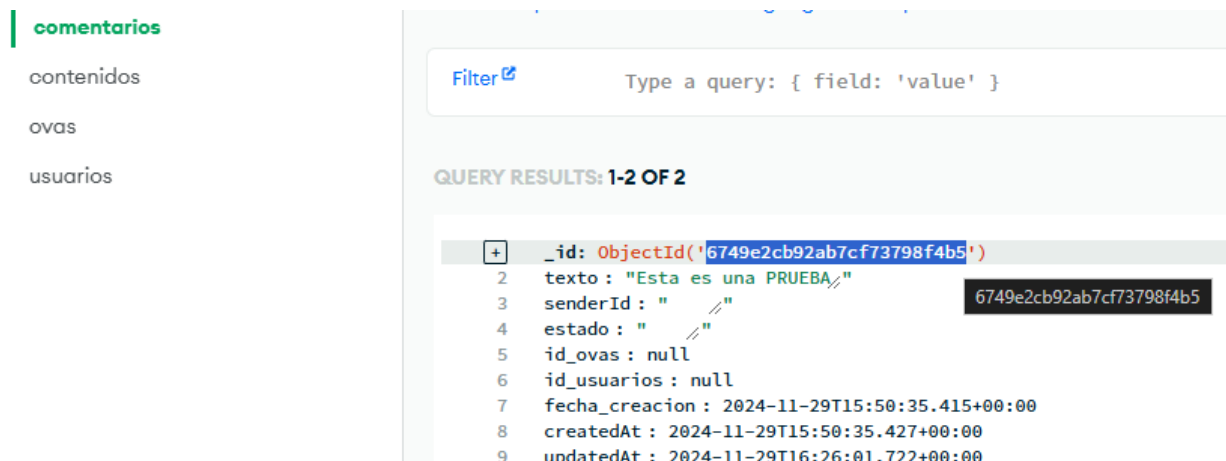 comentarios
contenidos
ovas
usuarios
Filter
Type a query: { field: 'value' }
QUERY RESULTS: 1-2 OF 2
+ _id: ObjectId('6749e2cb92ab7cf73798f4b5')
2 texto : "Esta es una PRUEBA"
6749e2cb92ab7cf73798f4b5
3 senderId : " "
4 estado : " "
5 id_ovas : null
6 id_usuarios : null
7 fecha_creacion : 2024-11-29T15:50:35.415+00:00
8 createdAt : 2024-11-29T15:50:35.427+00:00
9 updatedAt : 2024-11-29T16:26:01.722+00:00